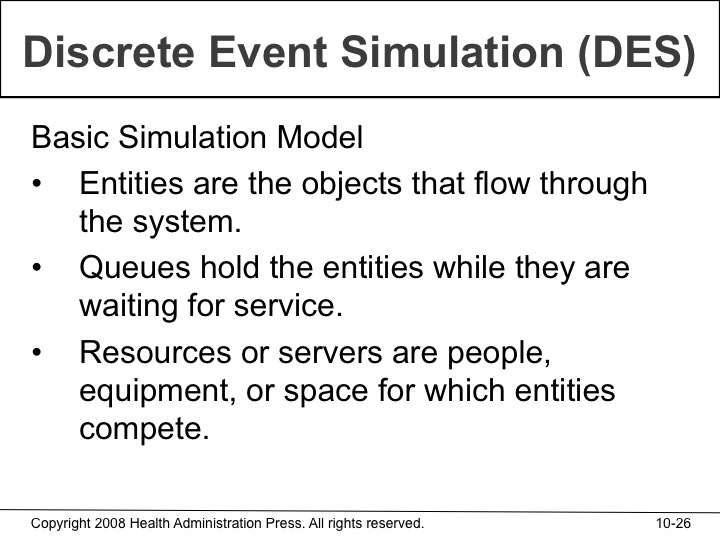 Discrete Event Simulation (DES)
Basic Simulation Model
• Entities are the objects that flow through
the system.
• Queues hold the entities while they are
waiting for service.
• Resources or servers are people,
equipment, or space for which entities
compete.
Copyright 2008 Health Administration Press. All rights reserved. 10-26